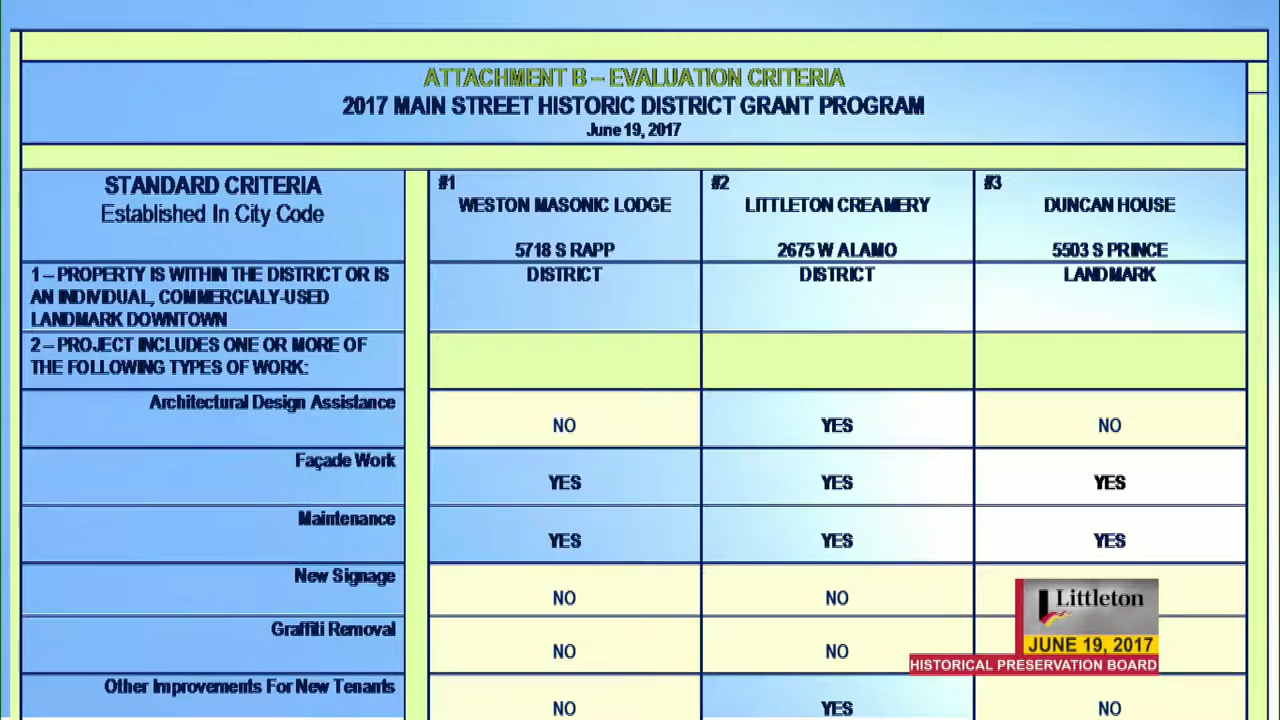 ATTACHMENT B – EVALUATION CRITERIA
2017 MAIN STREET HISTORIC DISTRICT GRANT PROGRAM
June 19, 2017
STANDARD CRITERIA
Established In City Code
#1
WESTON MASONIC LODGE
5718 S RAPP
#2
LITTLETON CREAMERY
2675 W ALAMO
#3
DUNCAN HOUSE
5503 S PRINCE
1 – PROPERTY IS WITHIN THE DISTRICT OR IS
AN INDIVIDUAL, COMMERCIALY-USED
LANDMARK DOWNTOWN
DISTRICT
DISTRICT
LANDMARK
2 – PROJECT INCLUDES ONE OR MORE OF
THE FOLLOWING TYPES OF WORK:
Architectural Design Assistance
NO
YES
NO
Façade Work
YES
YES
YES
Maintenance
YES
YES
YES
New Signage
NO
NO
Graffiti Removal
NO
NO
Other Improvements For New Tenants
NO
YES
NO
Littleton
JUNE 19, 2017
HISTORICAL PRESERVATION BOARD